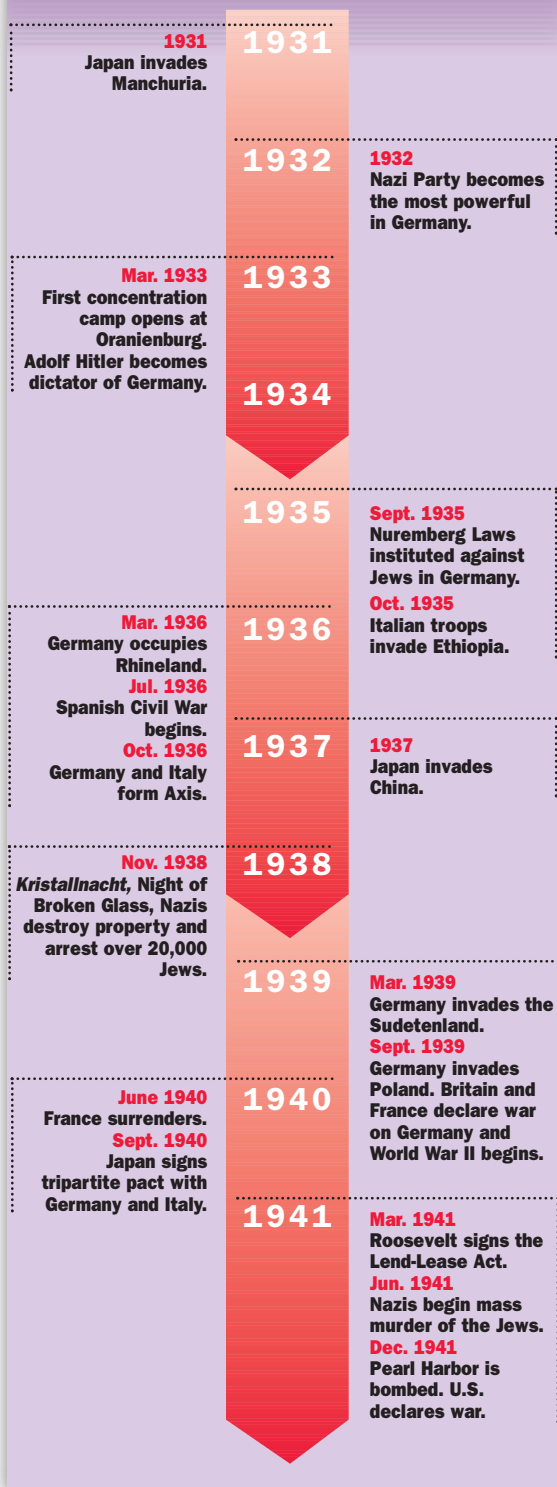 1931
1931
Japan invades
Manchuria.
1932
1932
Nazi Party becomes
the most powerful
in Germany.
1933
Mar. 1933
First concentration
camp opens at
Oranienburg.
Adolf Hitler becomes
dictator of Germany.
1934
1935
Sept. 1935
Nuremberg Laws
instituted against
Jews in Germany.
Oct. 1935
Italian troops
invade Ethiopia.
1936
Mar. 1936
Germany occupies
Rhineland.
Jul. 1936
Spanish Civil War
begins.
Oct. 1936
Germany and Italy
form Axis.
1937
1937
Japan invades
China.
1938
Nov. 1938
Kristallnacht, Night of
Broken Glass, Nazis
destroy property and
arrest over 20,000
Jews.
1939
Mar. 1939
Germany invades the
Sudetenland.
Sept. 1939
Germany invades
Poland. Britain and
France declare war
on Germany and
World War II begins.
1940
June 1940
France surrenders.
Sept. 1940
Japan signs
tripartite pact with
Germany and Italy.
1941
Mar. 1941
Roosevelt signs the
Lend-Lease Act.
Jun. 1941
Nazis begin mass
murder of the Jews.
Dec. 1941
Pearl Harbor is
bombed. U.S.
declares war.